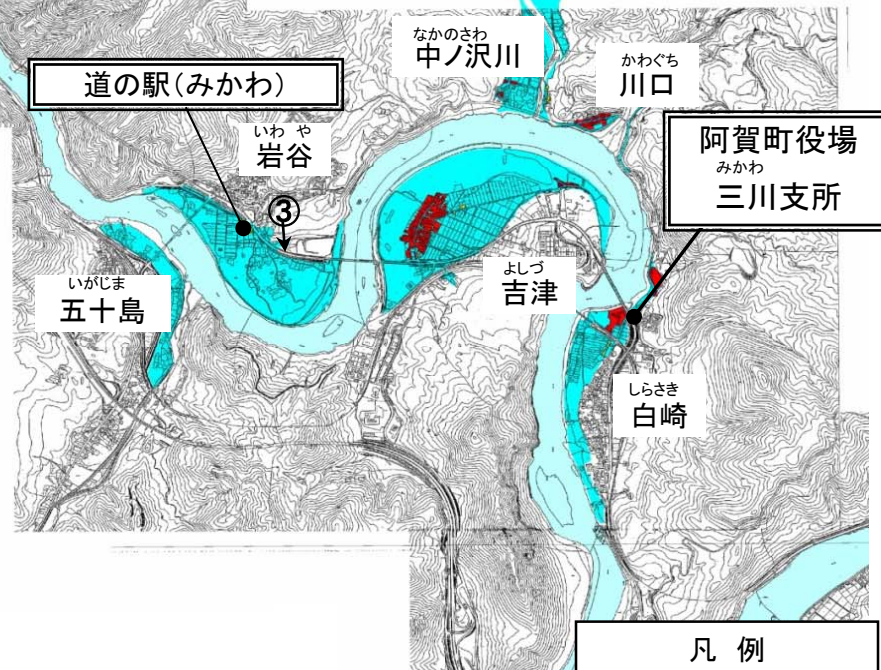 なかのさわ
中ノ沢川
かわぐち
川口
道の駅(みかわ)
いわ や
岩谷
③
阿賀町役場
みかわ
三川支所
いがじま
五十島
よしづ
吉津
しらさき
白崎
凡 例